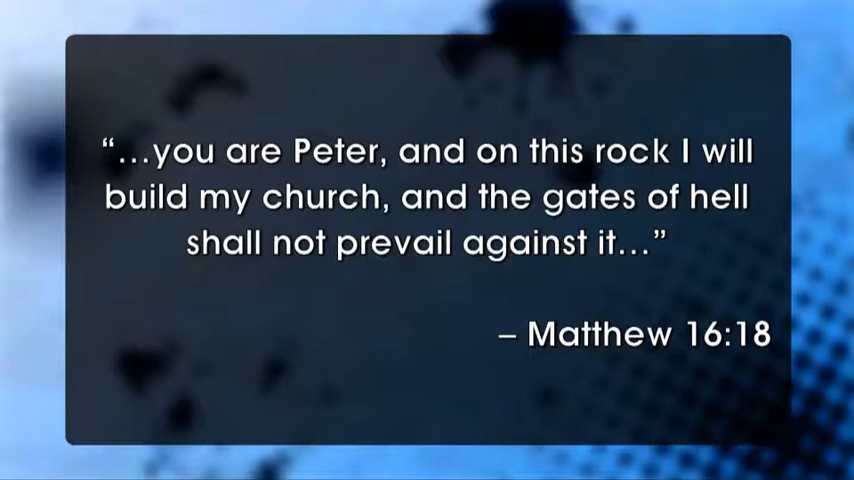 “…you are Peter, and on this rock I will
build my church, and the gates of hell
shall not prevail against it…”
– Matthew 16:18